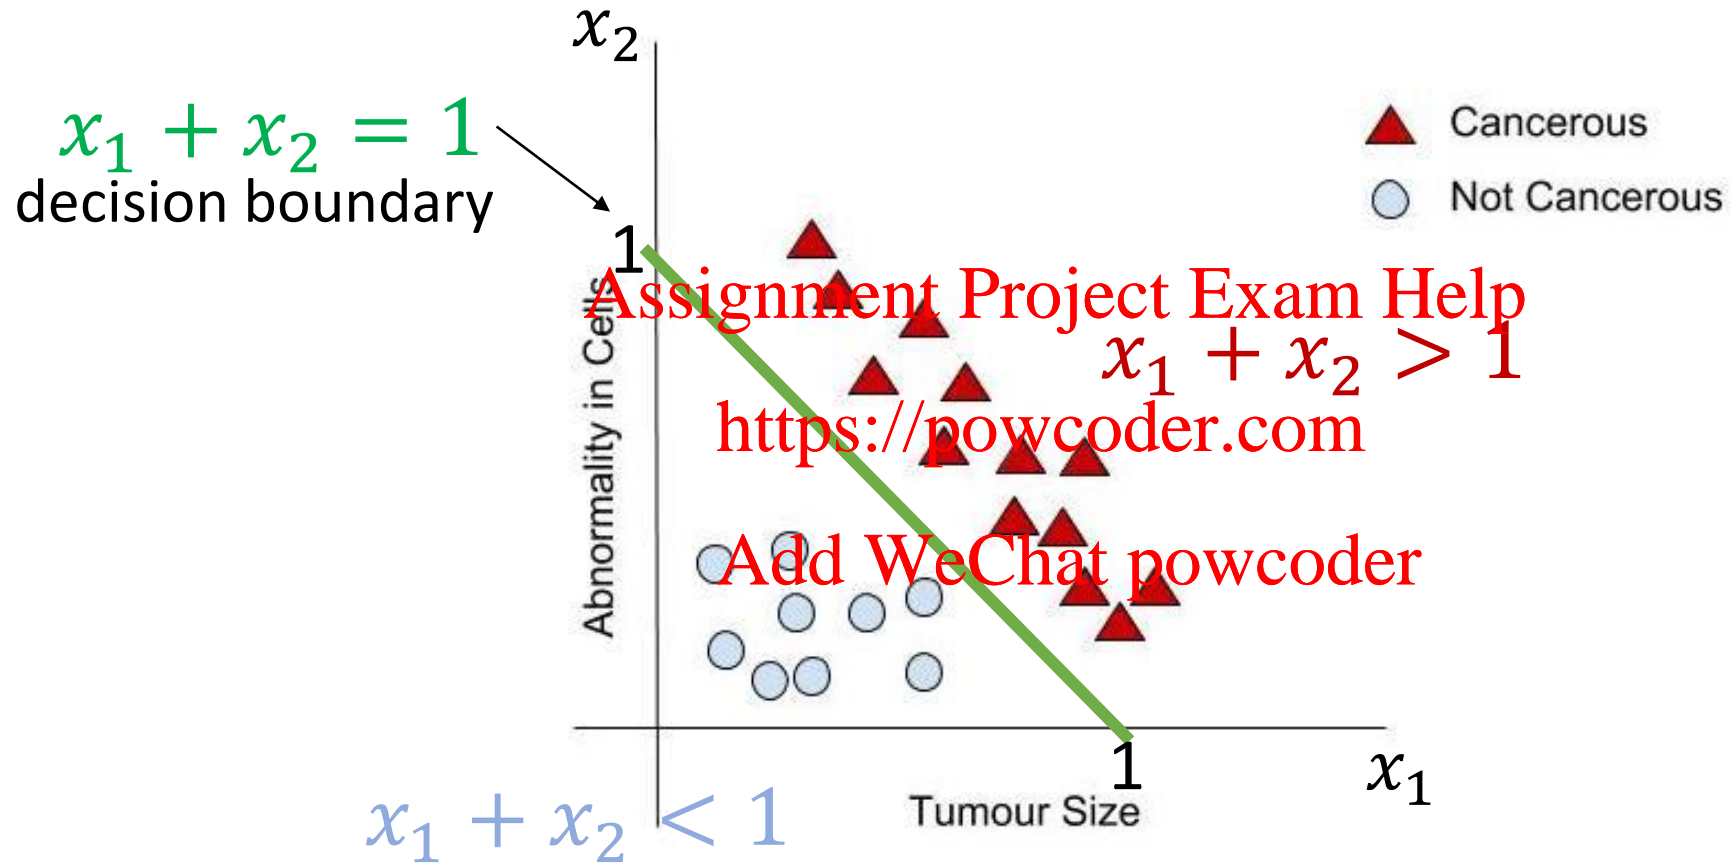 x₂
x₁ + x₂ = 1
decision boundary
Cancerous
Not Cancerous
1
Assignment Project Exam Help
x₁ + x₂ > 1
Abnormality in Cells
https://powcoder.com
Add WeChat powcoder
1
x₁
Tumour Size
x₁ + x₂ < 1